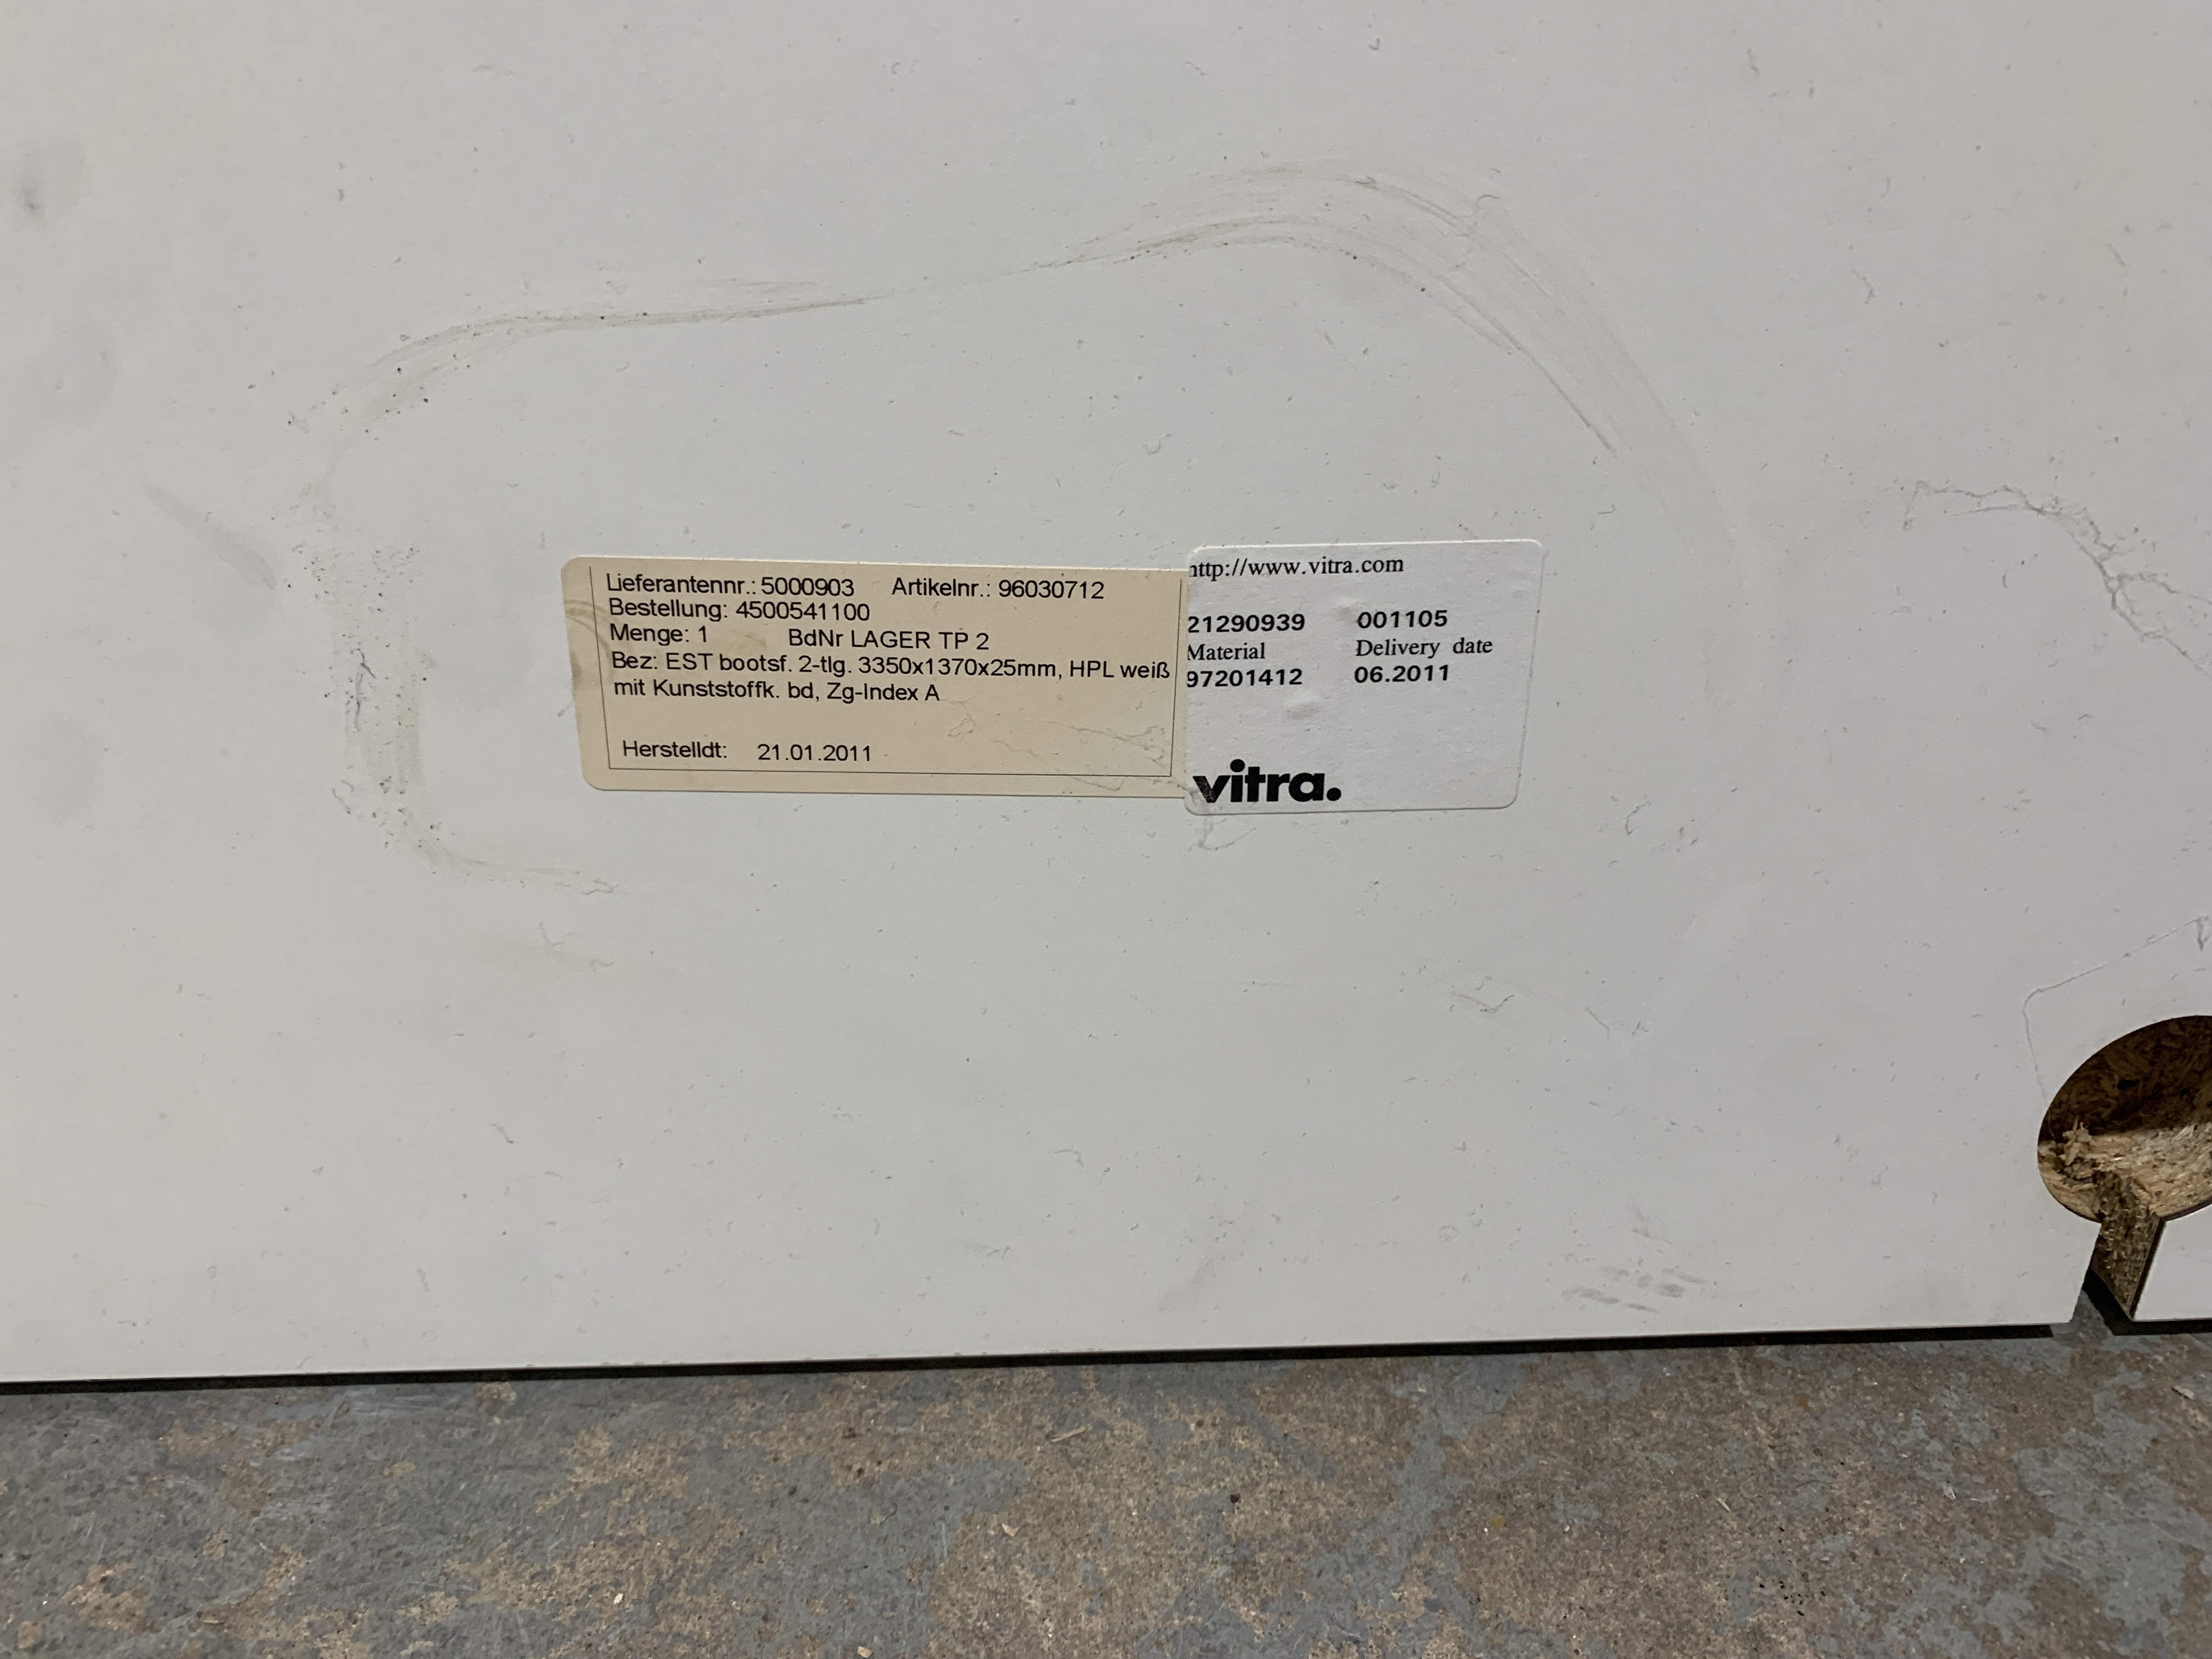 Lieferantennr.: 5000903 Artikelnr.: 96030712
Bestellung: 4500541100
Menge: 1 BdNr LAGER TP 2
Bez: EST bootsf. 2-tlg. 3350x1370x25mm, HPL weiß
mit Kunststoffk. bd, Zg-Index A
Herstelldt: 21.01.2011
http://www.vitra.com
21290939 001105
Material Delivery date
97201412 06.2011
vitra.